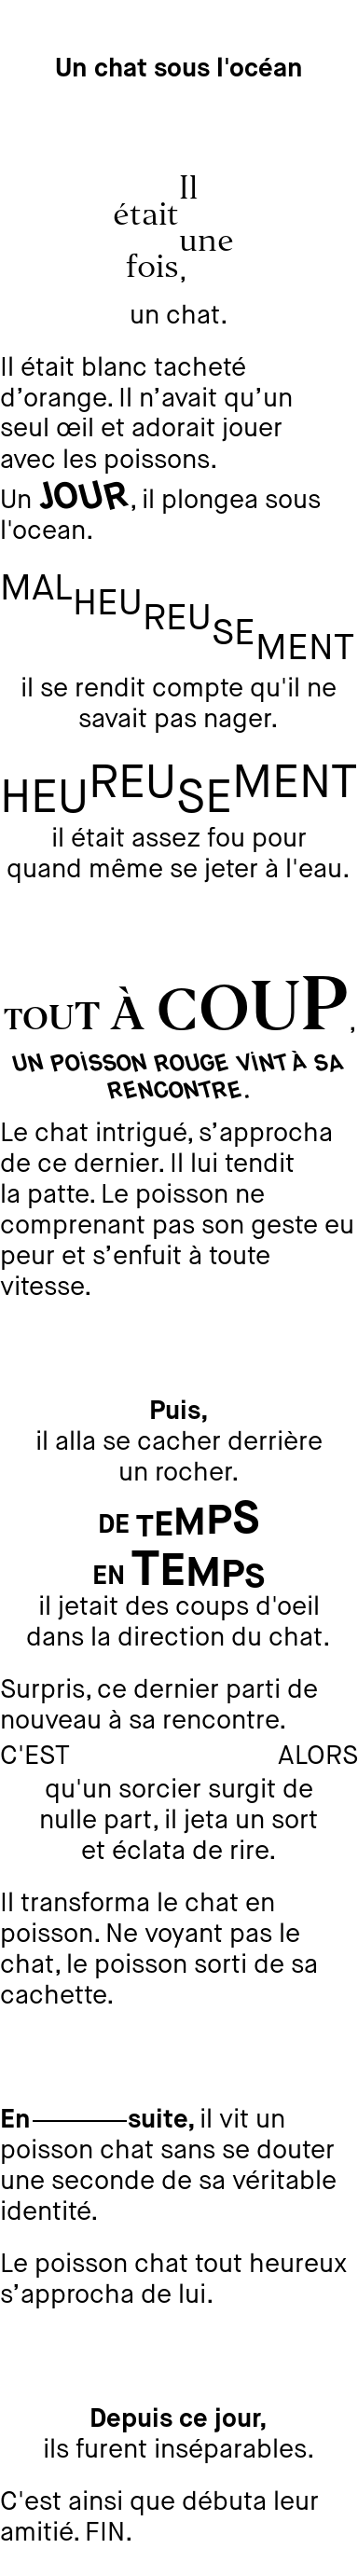 Un chat sous l'océan
Il
était
une
fois,
un chat.
Il était blanc tacheté
d’orange. Il n’avait qu’un
seul œil et adorait jouer
avec les poissons.
Un JOUR, il plongea sous
l'ocean.
MALHEUREUSEMENT
il se rendit compte qu'il ne
savait pas nager.
HEUREUSEMENT
il était assez fou pour
quand même se jeter à l'eau.
TOUT À COUP,
UN POiSSON ROUGE ViNT À SA
RENCONTRE.
Le chat intrigué, s’approcha
de ce dernier. Il lui tendit
la patte. Le poisson ne
comprenant pas son geste eu
peur et s’enfuit à toute
vitesse.
Puis,
il alla se cacher derrière
un rocher.
DE TEMPS
EN TEMPS
il jetait des coups d'oeil
dans la direction du chat.
Surpris, ce dernier parti de
nouveau à sa rencontre.
C'EST ALORS
qu'un sorcier surgit de
nulle part, il jeta un sort
et éclata de rire.
Il transforma le chat en
poisson. Ne voyant pas le
chat, le poisson sorti de sa
cachette.
En———suite, il vit un
poisson chat sans se douter
une seconde de sa véritable
identité.
Le poisson chat tout heureux
s’approcha de lui.
Depuis ce jour,
ils furent inséparables.
C'est ainsi que débuta leur
amitié. FIN.